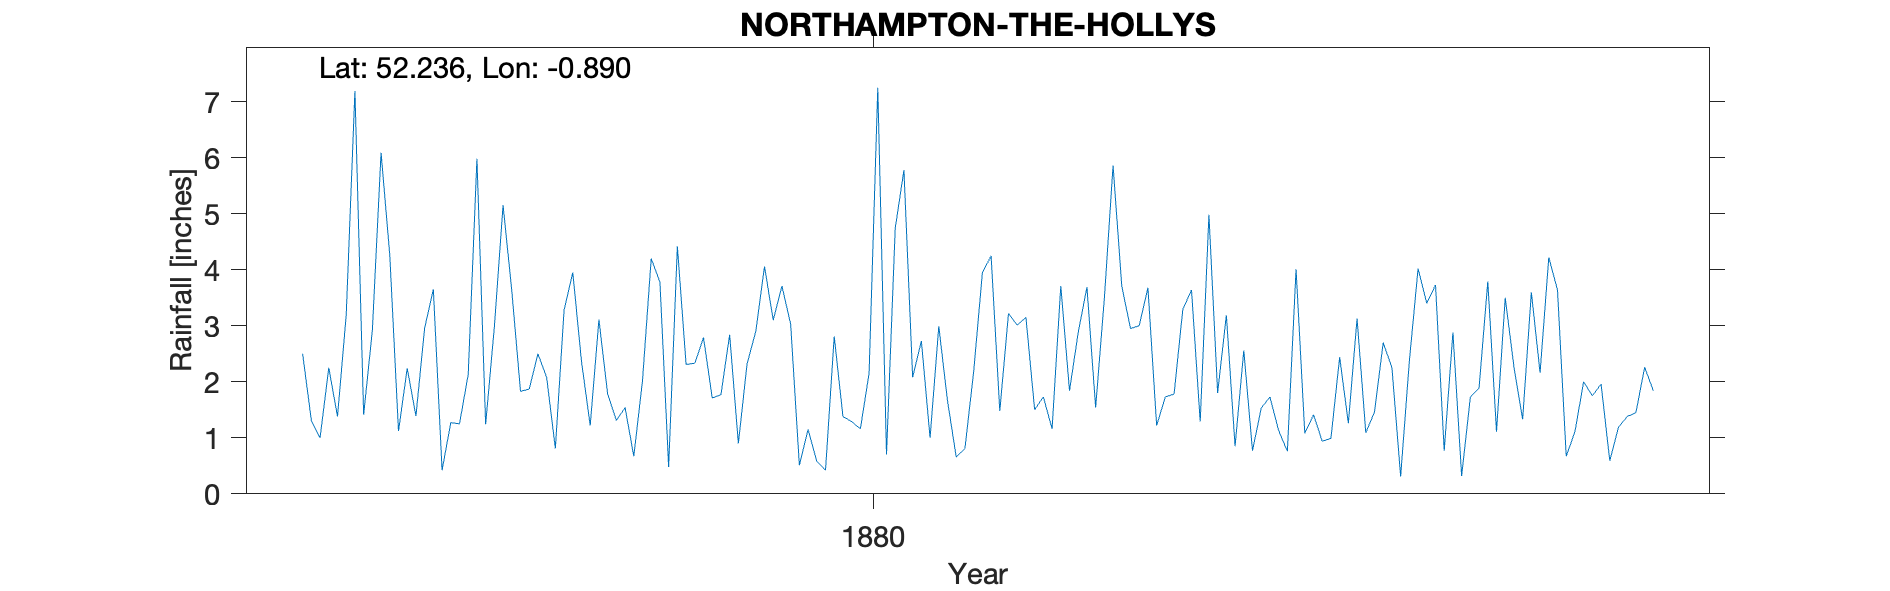 NORTHAMPTON-THE-HOLLYS
Lat: 52.236, Lon: -0.890
7
6
5
4
3
2
1
0
Rainfall [inches]
1880
Year